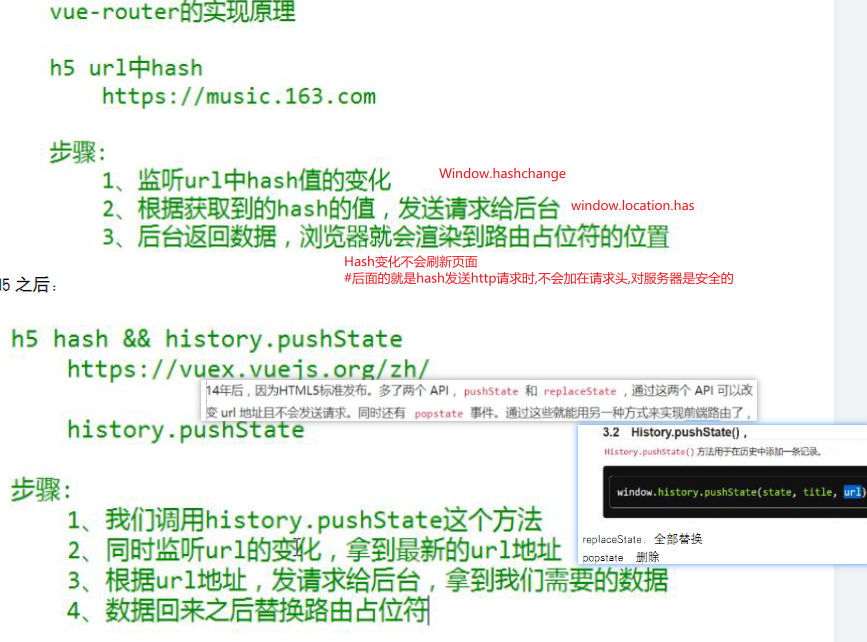 vue-router的实现原理
h5 url中hash
https://music.163.com
步骤:
1、监听url中hash值的变化
Window.hashchange
2、根据获取到的hash的值，发送请求给后台
window.location.has
3、后台返回数据，浏览器就会渲染到路由占位符的位置
Hash变化不会刷新页面
#后面的就是hash发送http请求时,不会加在请求头,对服务器是安全的
H5 之后：
h5 hash && history.pushState
https://vuex.vuejs.org/zh/
14年后，因为HTML5标准发布。多了两个 API， pushState 和 replaceState ，通过这两个 API 可以改
变 url 地址且不会发送请求。同时还有 popstate 事件。通过这些就能用另一种方式来实现前端路由了，
history.pushState
3.2 History.pushState()，
History.pushState() 方法用于在历史中添加一条记录。
window.history.pushState(state, title, url)
replaceState：全部替换
popstate 删除
步骤:
1、我们调用history.pushState这个方法
2、同时监听url的变化，拿到最新的url地址
3、根据url地址，发请求给后台，拿到我们需要的数据
4、数据回来之后替换路由占位符